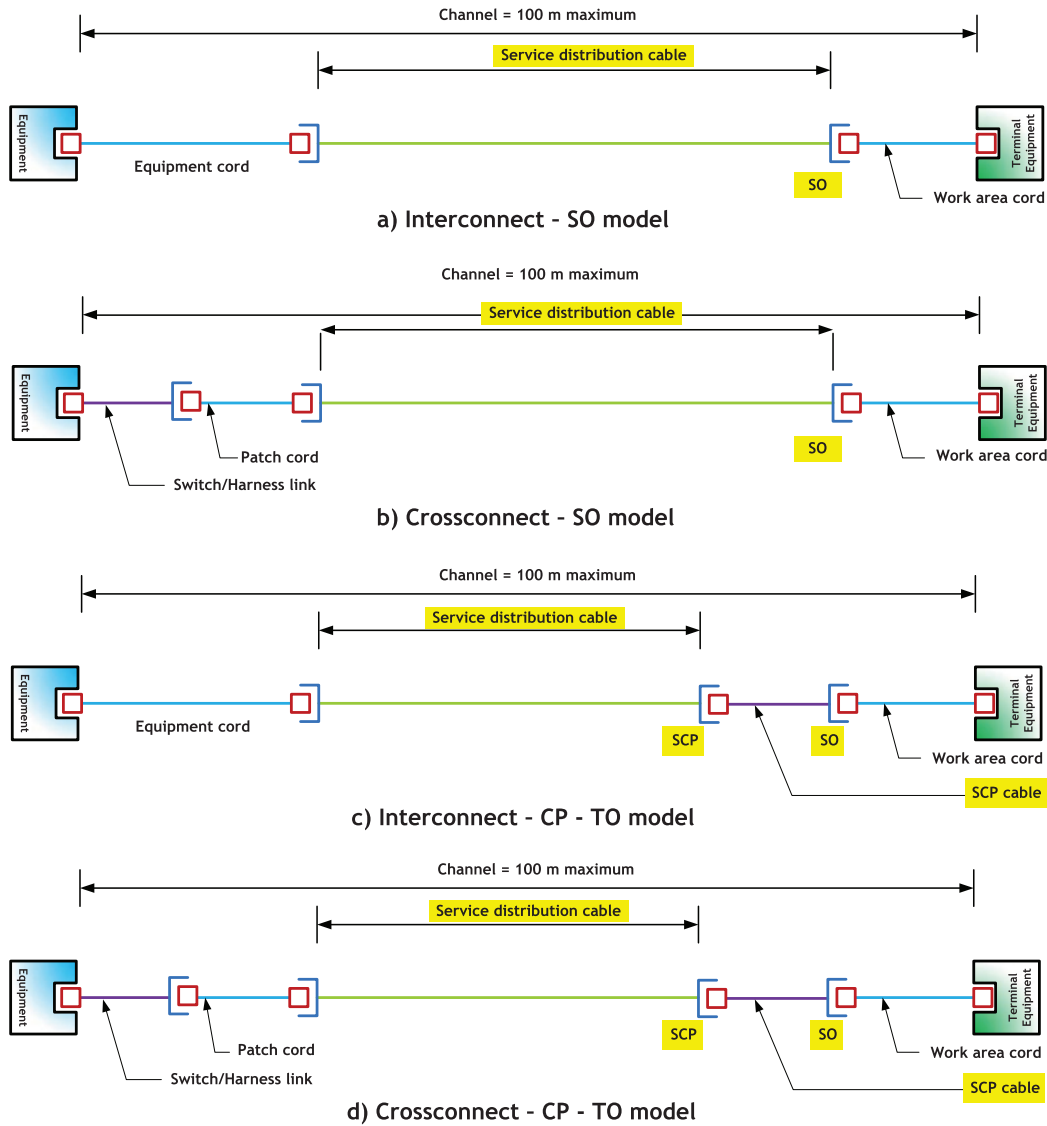 Channel = 100 m maximum
Service distribution cable
Equipment
Equipment cord
SO
Terminal
Equipment
Work area cord
a) Interconnect – SO model
Channel = 100 m maximum
Service distribution cable
Equipment
Terminal
Equipment
SO
Patch cord
Work area cord
Switch/Harness link
b) Crossconnect – SO model
Channel = 100 m maximum
Service distribution cable
Equipment
Equipment cord
Terminal
Equipment
SCP
SO
Work area cord
SCP cable
c) Interconnect – CP - TO model
Channel = 100 m maximum
Service distribution cable
Equipment
Terminal
Equipment
SCP
SO
Patch cord
Work area cord
Switch/Harness link
SCP cable
d) Crossconnect – CP - TO model